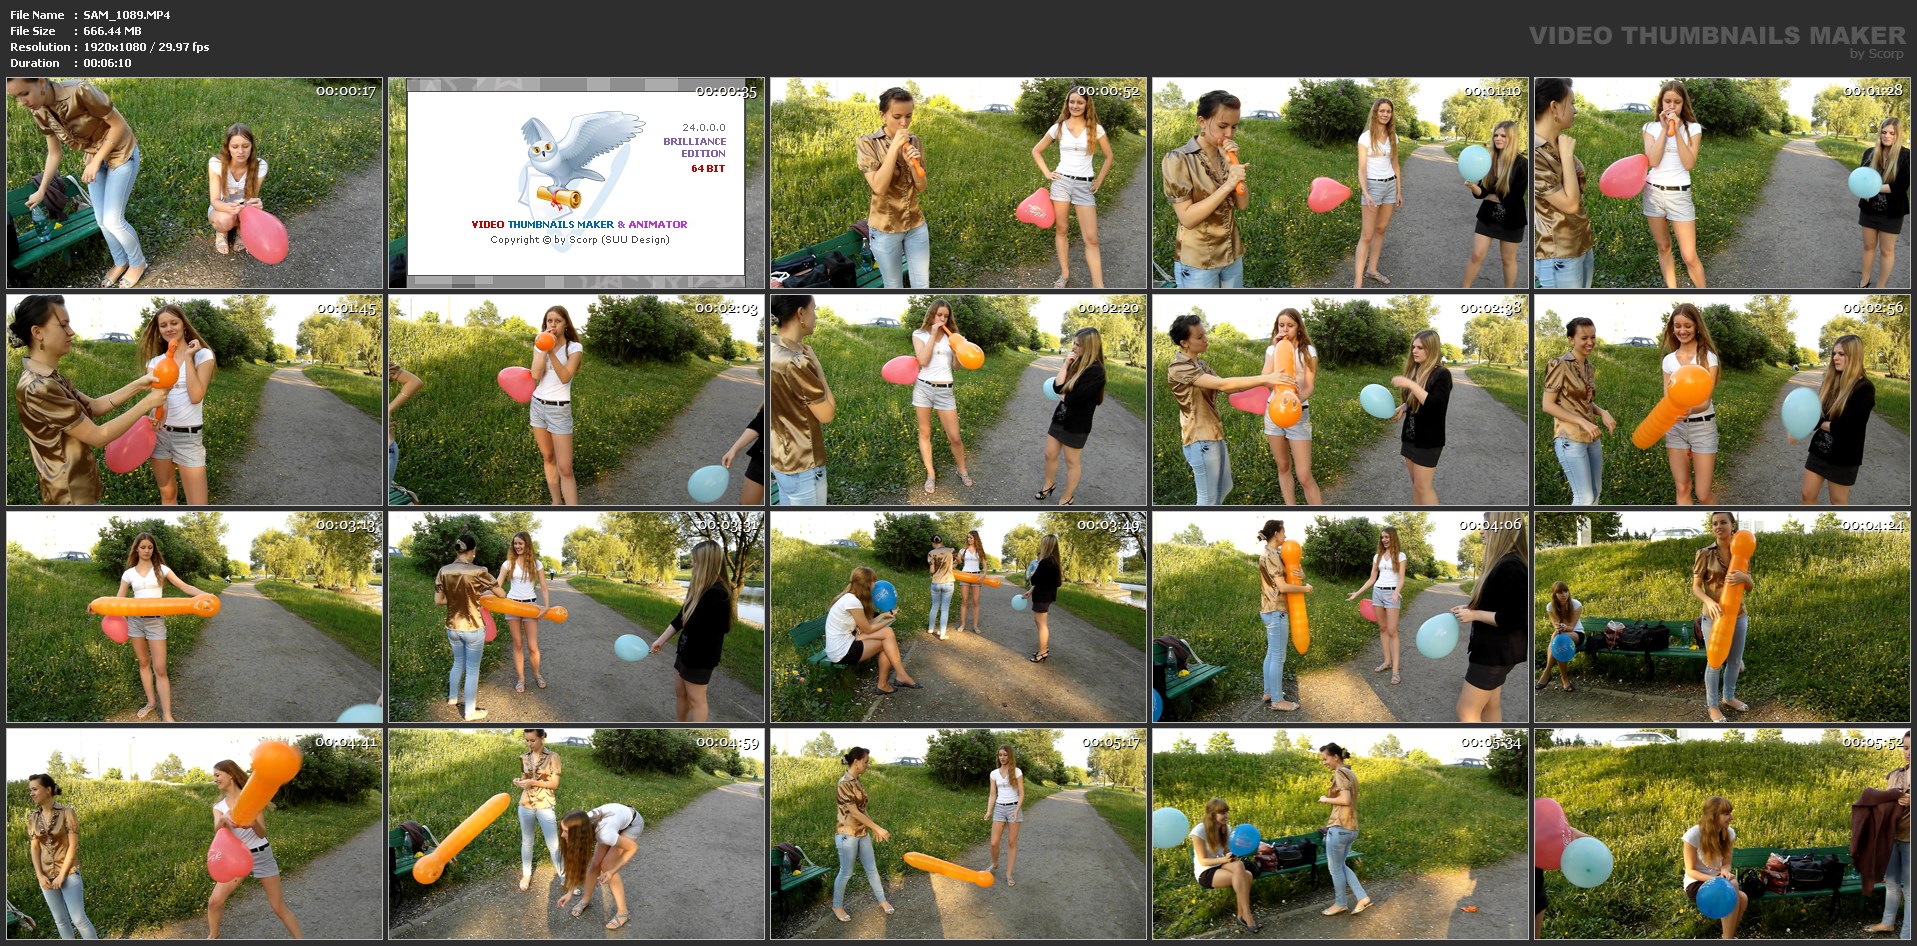 File Name : SAM_1089.MP4
File Size : 666.44 MB
Resolution : 1920x1080 / 29.97 fps
Duration : 00:06:10
VIDEO THUMBNAILS MAKER
by Scorp
00:00:17
00:00:35
24.0.0.0
BRILLIANCE
EDITION
64 BIT
VIDEO THUMBNAILS MAKER & ANIMATOR
Copyright © by Scorp (SUU Design)
00:00:52
00:01:10
00:01:28
00:01:45
00:02:03
00:02:20
00:02:38
00:02:56
00:03:13
00:03:31
00:03:49
00:04:06
00:04:24
00:04:41
00:04:59
00:05:17
00:05:34
00:05:52